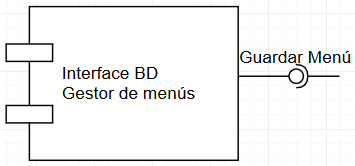 Guardar Menú
Interface BD
Gestor de menús